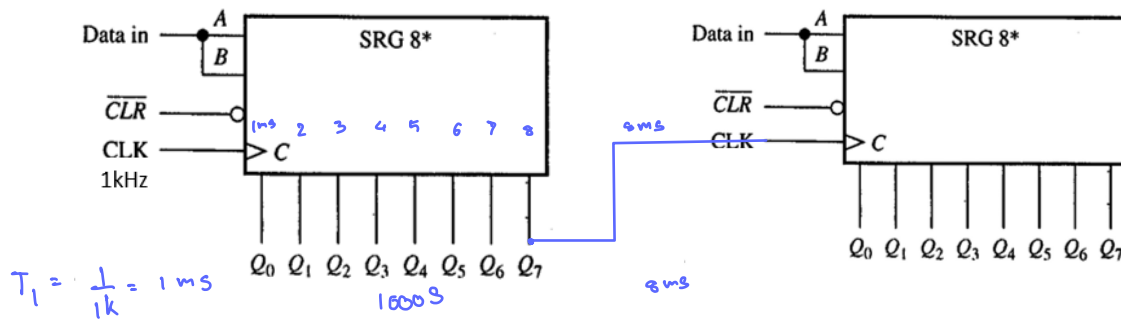 Data in A SRG 8* Data in A SRG 8*
B B
CLR CLR
1ms 2 3 4 5 6 7 8 8ms
CLK C CLK C
1kHz
Q0 Q1 Q2 Q3 Q4 Q5 Q6 Q7 Q0 Q1 Q2 Q3 Q4 Q5 Q6 Q7
T1 = 1/1k = 1 ms 8ms